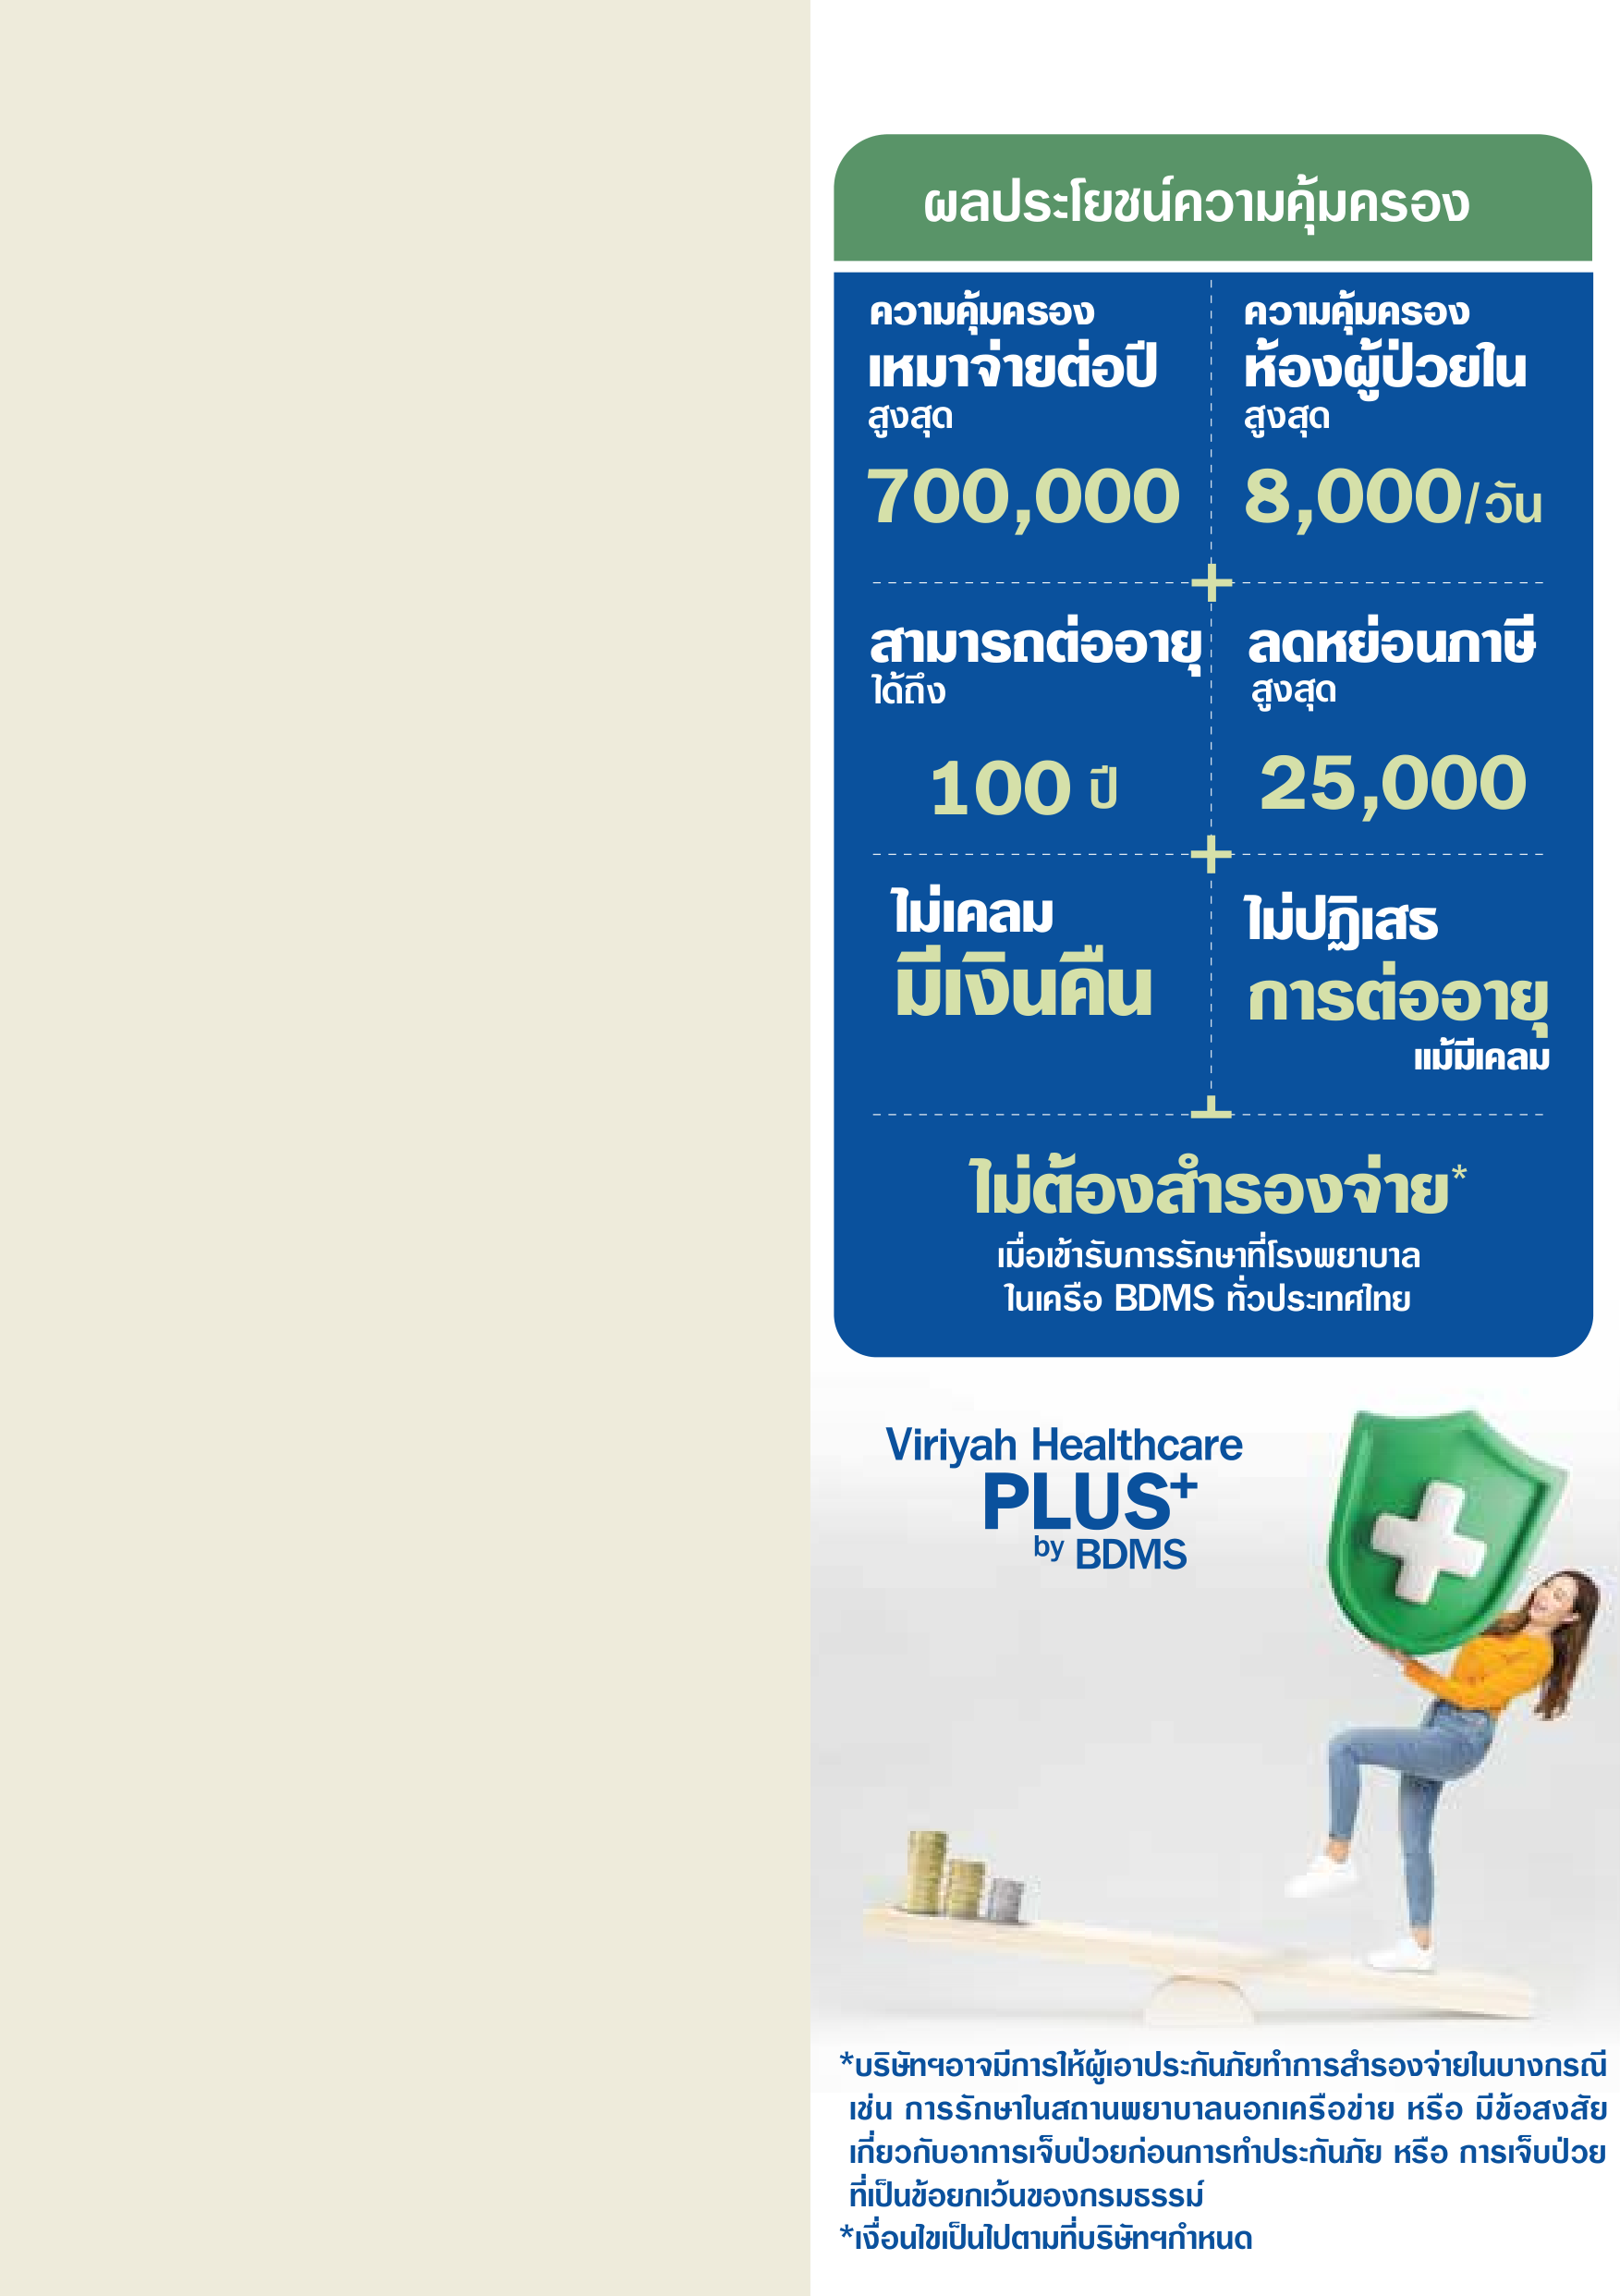 ผลประโยชน์ความคุ้มครอง
ความคุ้มครอง
เหมาจ่ายต่อปี
สูงสุด
700,000
ความคุ้มครอง
ห้องผู้ป่วยใน
สูงสุด
8,000/วัน
สามารถต่ออายุ
ได้ถึง
100 ปี
ลดหย่อนภาษี
สูงสุด
25,000
ไม่เคลม
มีเงินคืน
ไม่ปฏิเสธ
การต่ออายุ
แม้มีเคลม
ไม่ต้องสำรองจ่าย*
เมื่อเข้ารับการรักษาที่โรงพยาบาล
ในเครือ BDMS ทั่วประเทศไทย
Viriyah Healthcare
PLUS+
by BDMS
*บริษัทฯอาจมีการให้ผู้เอาประกันภัยทำการสำรองจ่ายในบางกรณี
เช่น การรักษาในสถานพยาบาลนอกเครือข่าย หรือ มีข้อสงสัย
เกี่ยวกับอาการเจ็บป่วยก่อนการทำประกันภัย หรือ การเจ็บป่วย
ที่เป็นข้อยกเว้นของกรมธรรม์
*เงื่อนไขเป็นไปตามที่บริษัทฯกำหนด